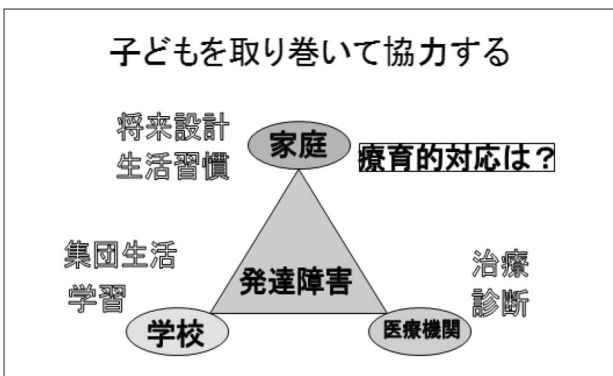 子どもを取り巻いて協力する
将来設計
生活習慣
家庭
療育的対応は？
集団生活
学習
発達障害
治療
診断
学校
医療機関